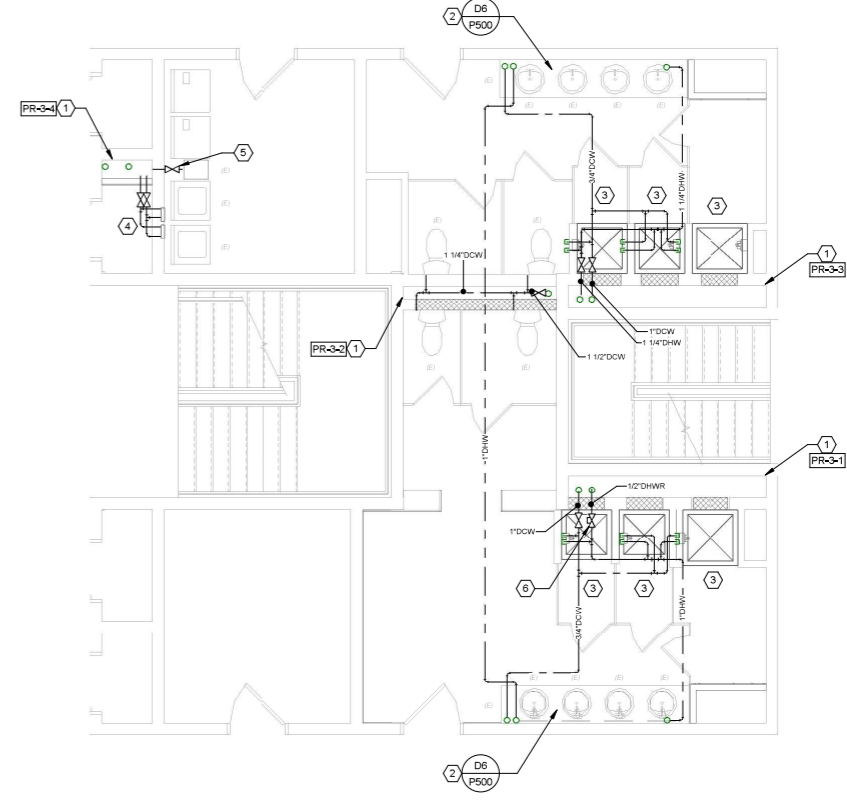 2 D6
P500
PR-3-4 1
5
(E)
(E) (E) (E) (E)
3/4"DCW
1 1/4"DHW
4
(E)
(E)
3 3 3
(E) (E)
1
PR-3-3
1 1/4"DCW
1"DCW
1 1/4"DHW
PR-3-2 1
1 1/2"DCW
(E) (E)
1"DHW
1
PR-3-1
1/2"DHWR
1"DCW
6 3 3 3
3/4"DCW
1"DHW
(E) (E) (E) (E)
(E)
2 D6
P500